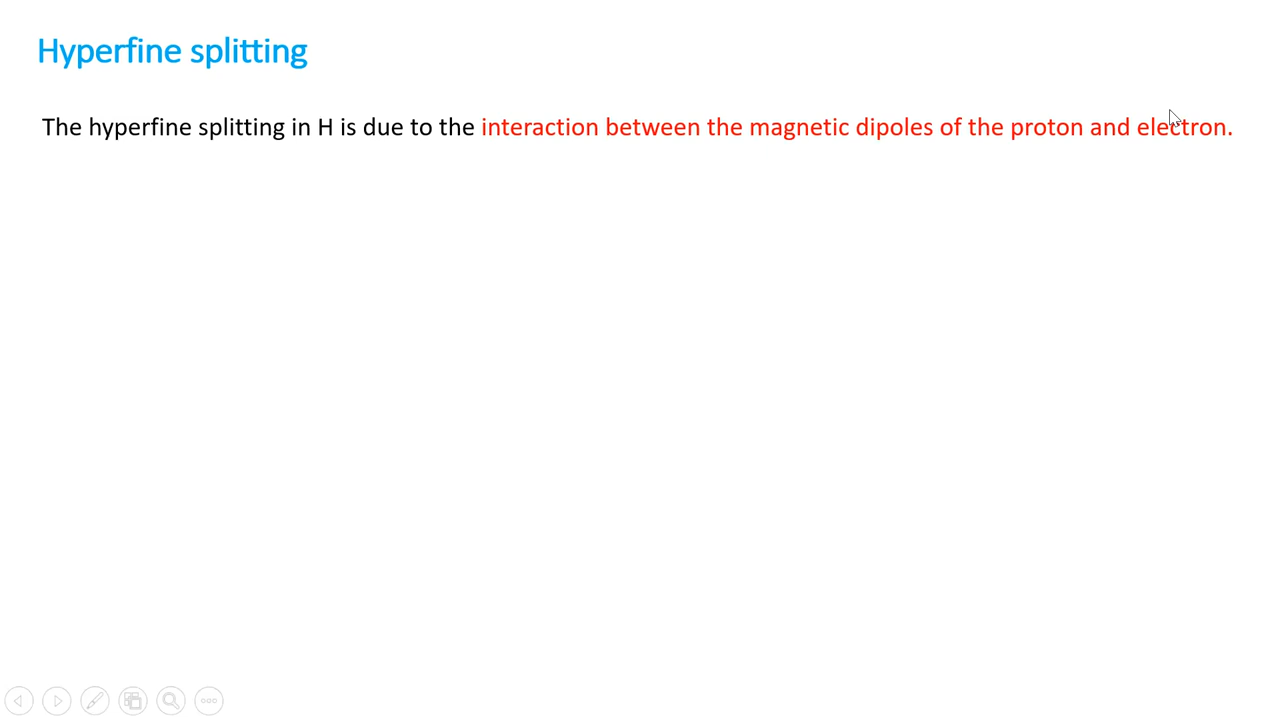 Hyperfine splitting
The hyperfine splitting in H is due to the interaction between the magnetic dipoles of the proton and electron.